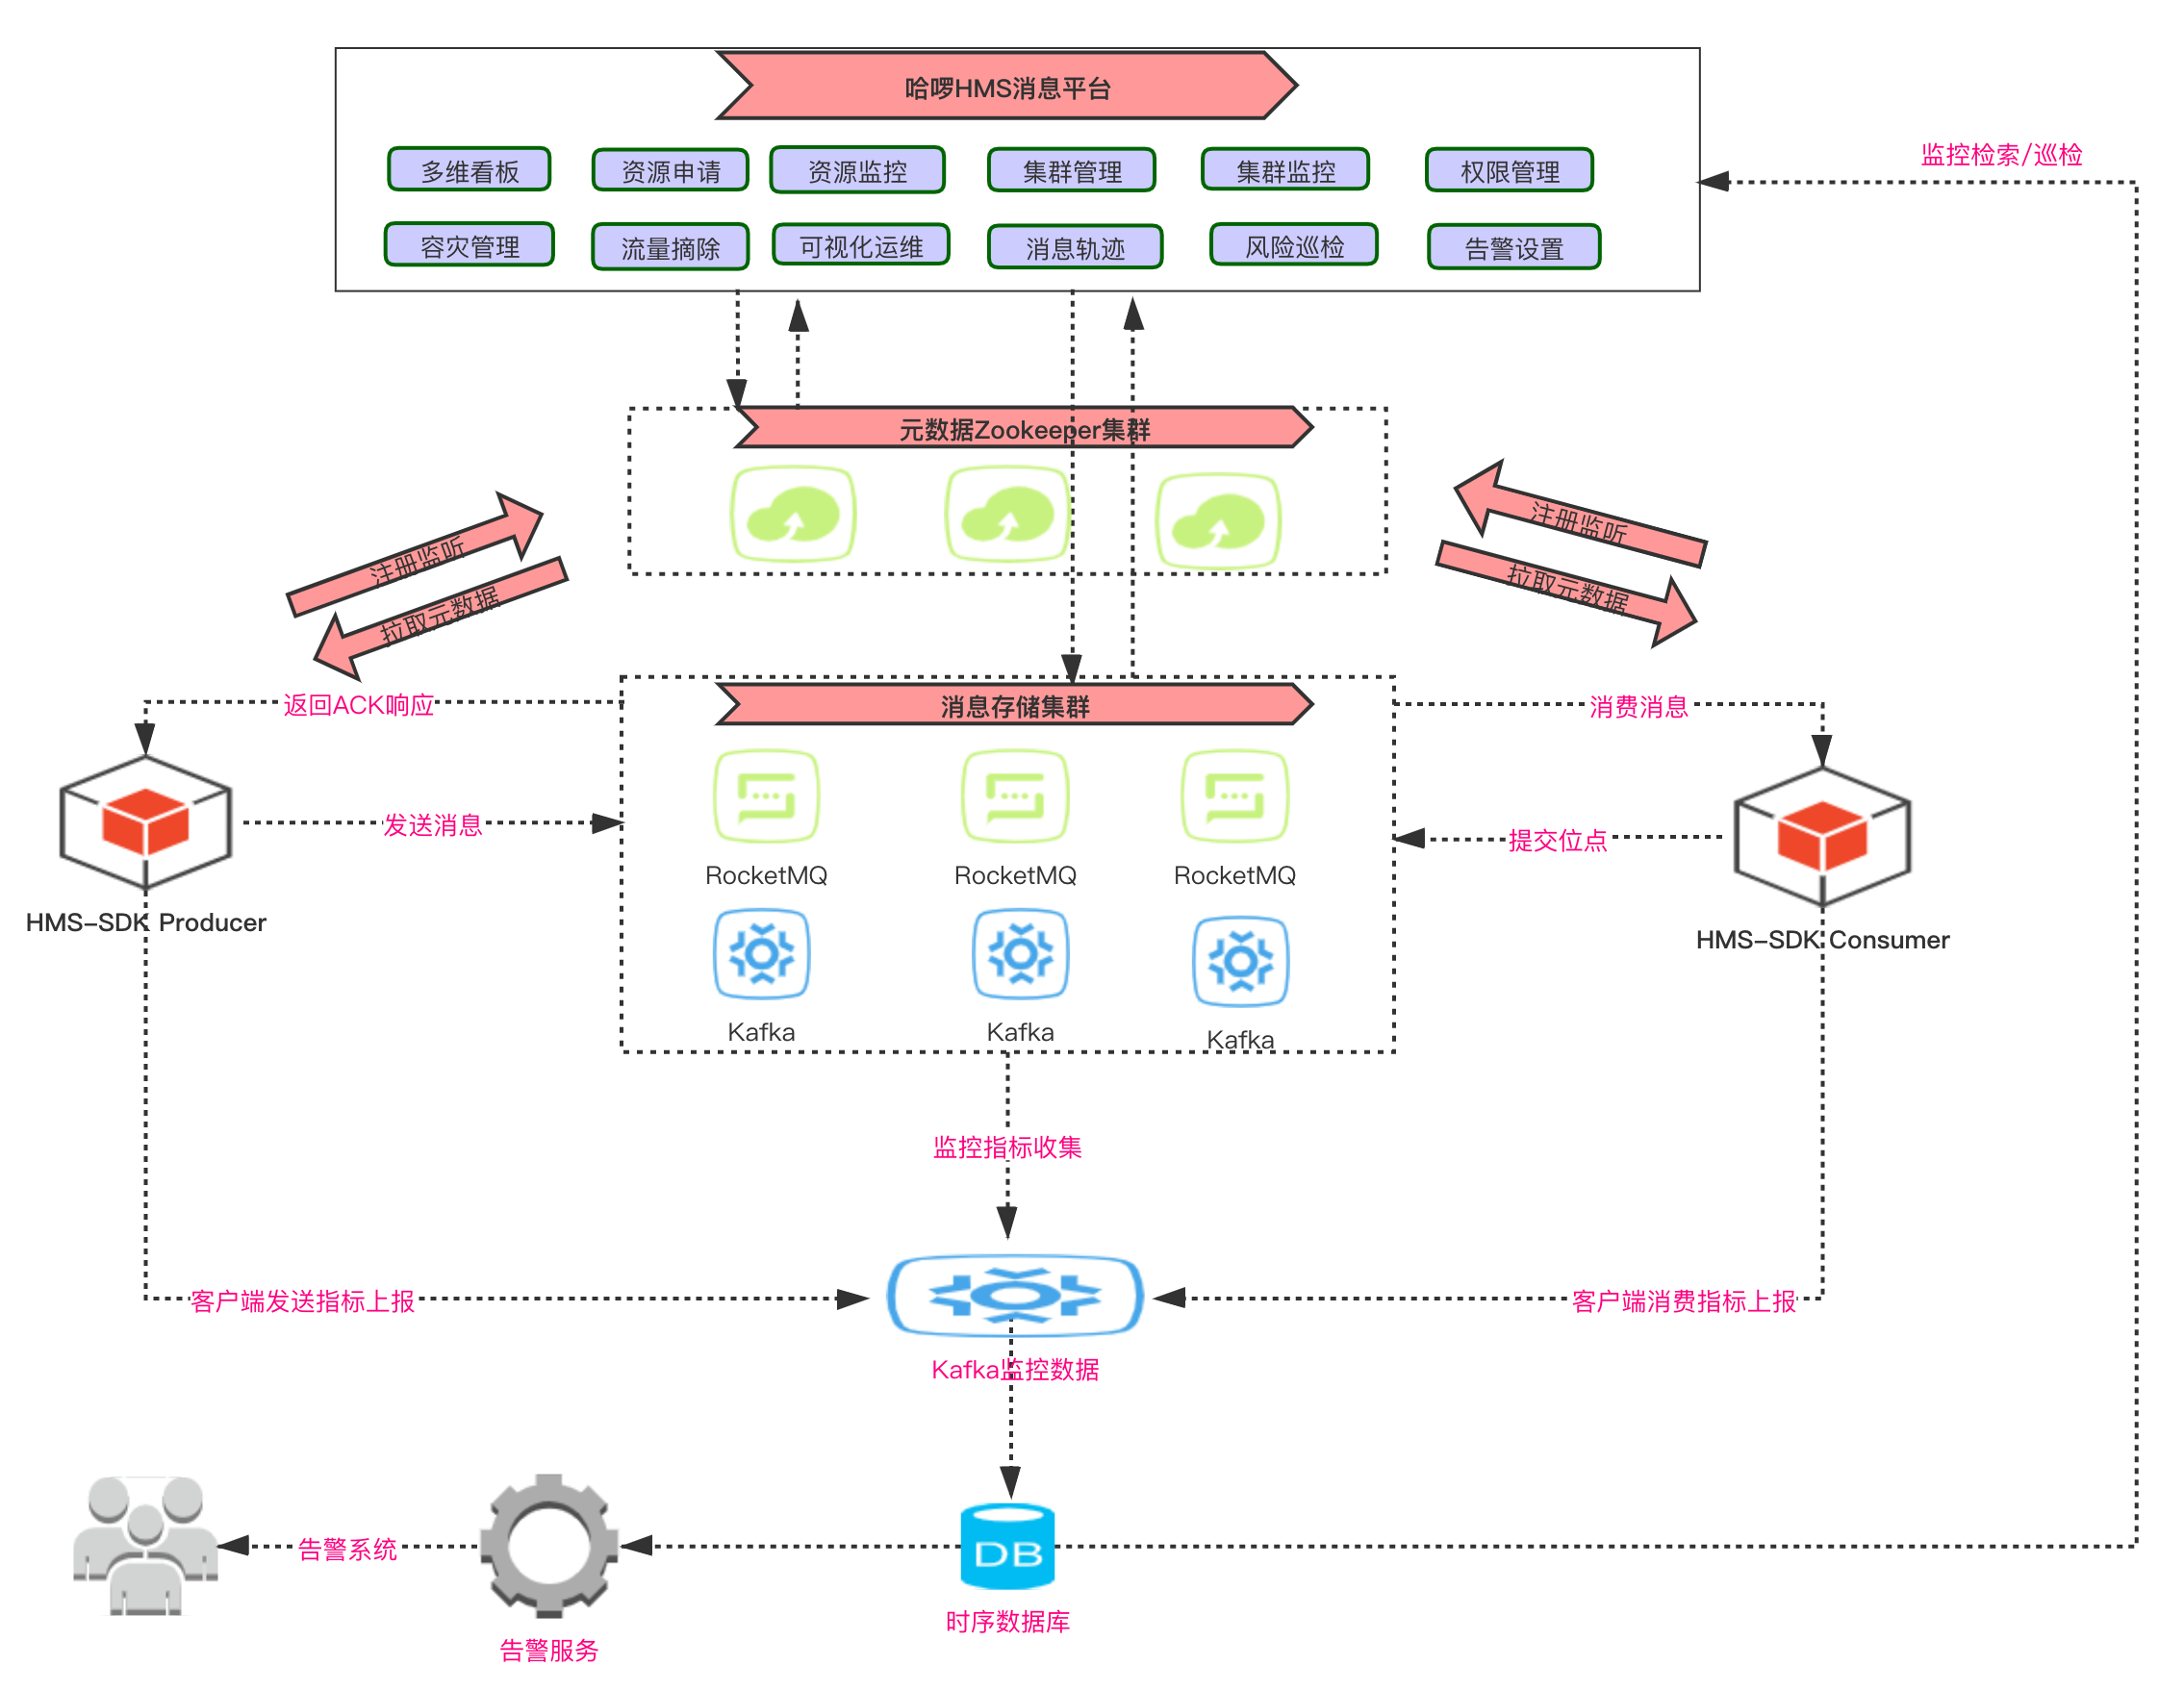 哈啰HMS消息平台
监控检索/巡检
多维看板
资源申请
资源监控
集群管理
集群监控
权限管理
容灾管理
流量摘除
可视化运维
消息轨迹
风险巡检
告警设置
元数据Zookeeper集群
注册监听
拉取元数据
注册监听
拉取元数据
返回ACK响应
消息存储集群
消费消息
发送消息
提交位点
RocketMQ
RocketMQ
RocketMQ
HMS-SDK Producer
HMS-SDK Consumer
Kafka
Kafka
Kafka
监控指标收集
客户端发送指标上报
客户端消费指标上报
Kafka监控数据
告警系统
DB
时序数据库
告警服务